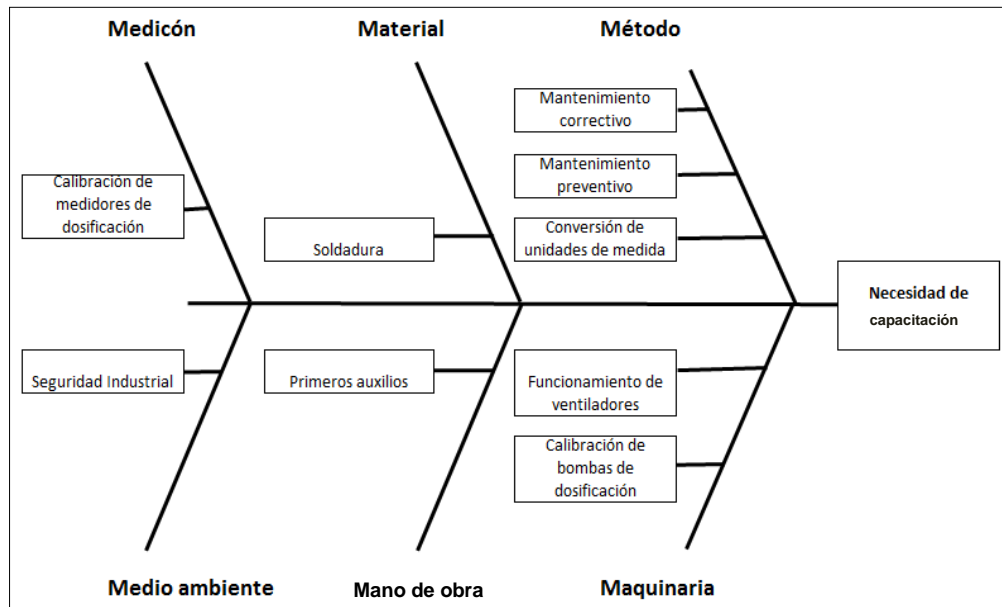 Medicón
Material
Método
Mantenimiento
correctivo
Mantenimiento
preventivo
Calibración de
medidores de
dosificación
Soldadura
Conversión de
unidades de medida
Necesidad de
capacitación
Seguridad Industrial
Primeros auxilios
Funcionamiento de
ventiladores
Calibración de
bombas de
dosificación
Medio ambiente
Mano de obra
Maquinaria